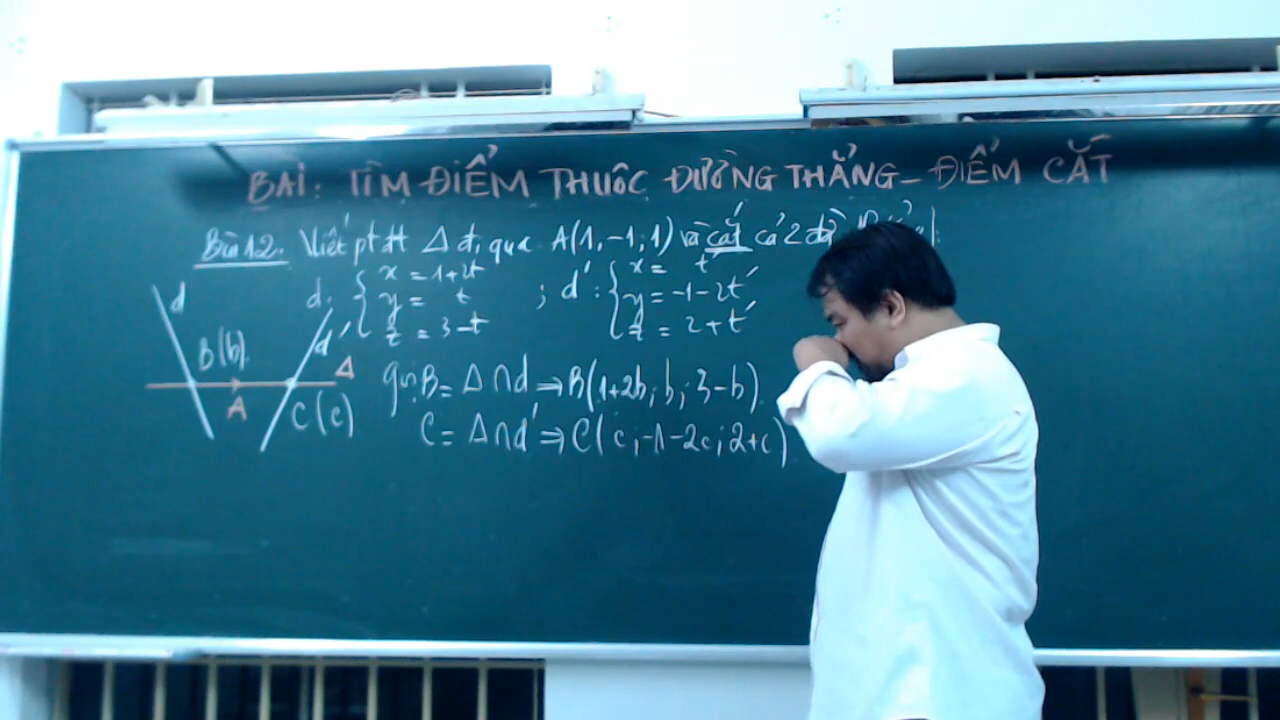 BÀI: TÌM ĐIỂM THUỘC ĐƯỜNG THẲNG - ĐIỂM CẮT
Bài 12. Viết pt đt Δ đi qua A(1,-1,1) và cắt cả 2 đt
d: { x = 1+2t
y = t
z = 3-t
; d': { x = t'
y = -1-2t'
z = 2+t'
d
B(b)
d'
Δ
A
C(c)
gọi B = Δ∩d ⇒ B(1+2b; b; 3-b)
C = Δ∩d' ⇒ C(c; -1-2c; 2+c)